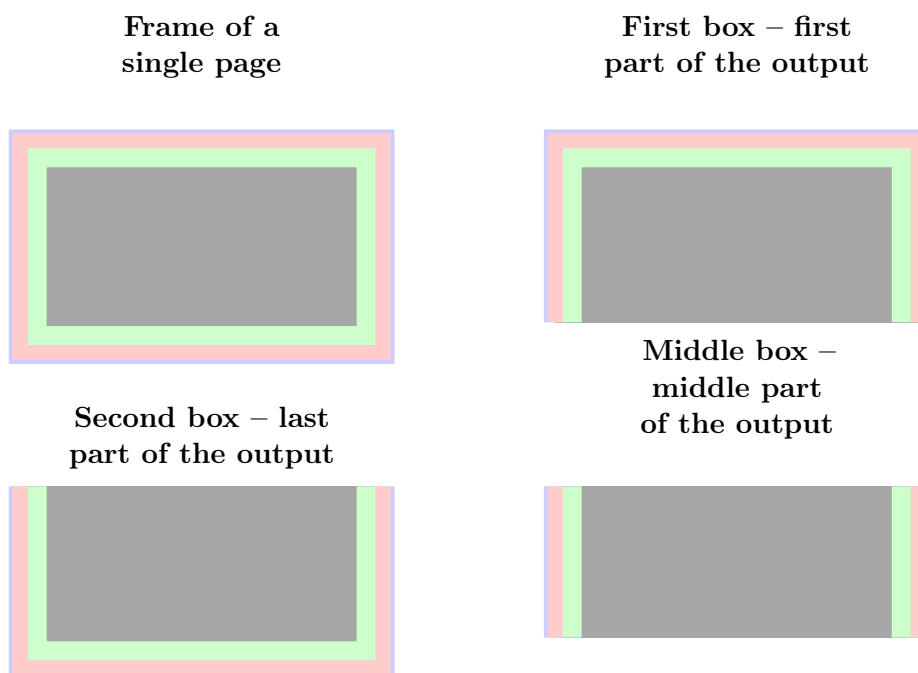 Frame of a
single page
First box – first
part of the output
Second box – last
part of the output
Middle box –
middle part
of the output